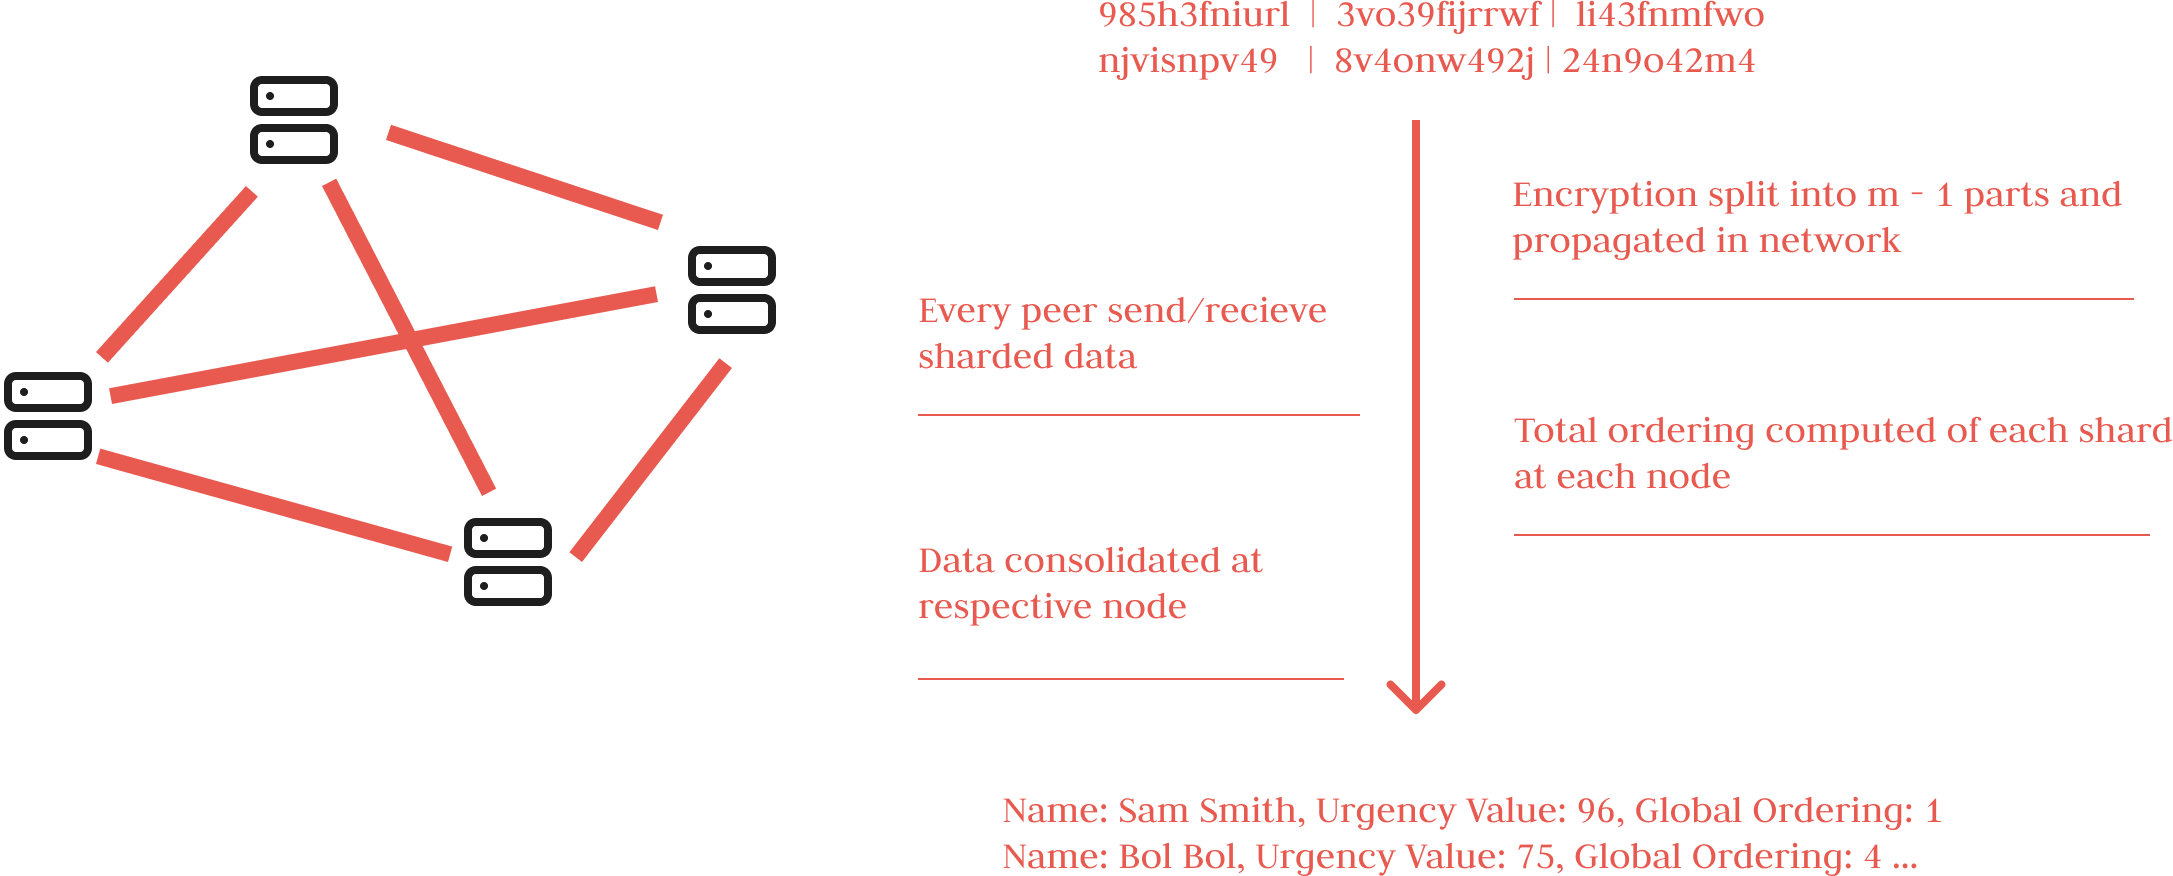 985h3fniurl | 3vo39fijrrwf | li43fnmfwo
njvisnpv49 | 8v4onw492j | 24n9o42m4
Encryption split into m - 1 parts and
propagated in network
Every peer send/recieve
sharded data
Total ordering computed of each shard
at each node
Data consolidated at
respective node
Name: Sam Smith, Urgency Value: 96, Global Ordering: 1
Name: Bol Bol, Urgency Value: 75, Global Ordering: 4 ...